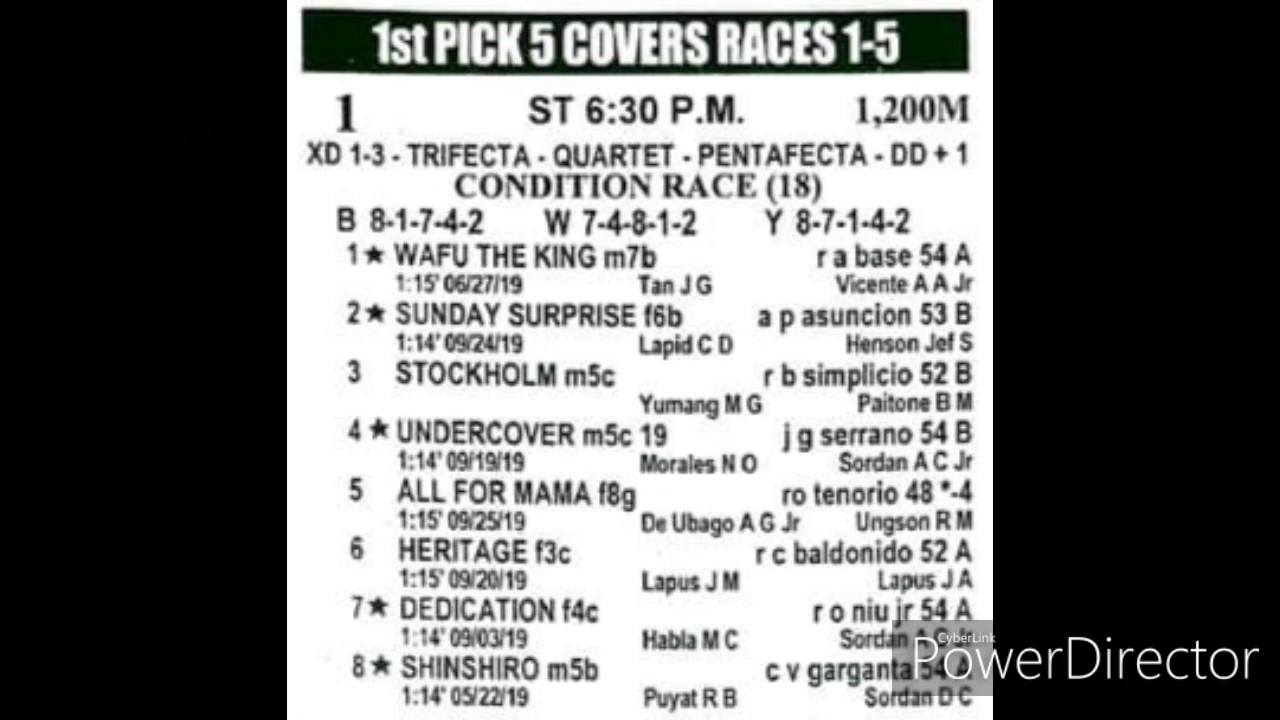 1st PICK 5 COVERS RACES 1-5
1 ST 6:30 P.M. 1,200M
XD 1-3 - TRIFECTA - QUARTET - PENTAFECTA - DD + 1
CONDITION RACE (18)
B 8-1-7-4-2 W 7-4-8-1-2 Y 8-7-1-4-2
1★ WAFU THE KING m7b r a base 54 A
1:15' 06/27/19 Tan J G Vicente A A Jr
2★ SUNDAY SURPRISE f6b a p asuncion 53 B
1:14' 09/24/19 Lapid C D Henson Jef S
3 STOCKHOLM m5c r b simplicio 52 B
Yumang M G Paitone B M
4★ UNDERCOVER m5c 19 j g serrano 54 B
1:14' 09/19/19 Morales N O Sordan A C Jr
5 ALL FOR MAMA f8g ro tenorio 48 *-4
1:15' 09/25/19 De Ubago A G Jr Ungson R M
6 HERITAGE f3c r c baldonido 52 A
1:15' 09/20/19 Lapus J M Lapus J A
7★ DEDICATION f4c r o niu jr 54 A
1:14' 09/03/19 Habla M C Sordan
8★ SHINSHIRO m5b c v garganta 54 A
1:14' 05/22/19 Puyat R B Sordan D C
CyberLink
PowerDirector